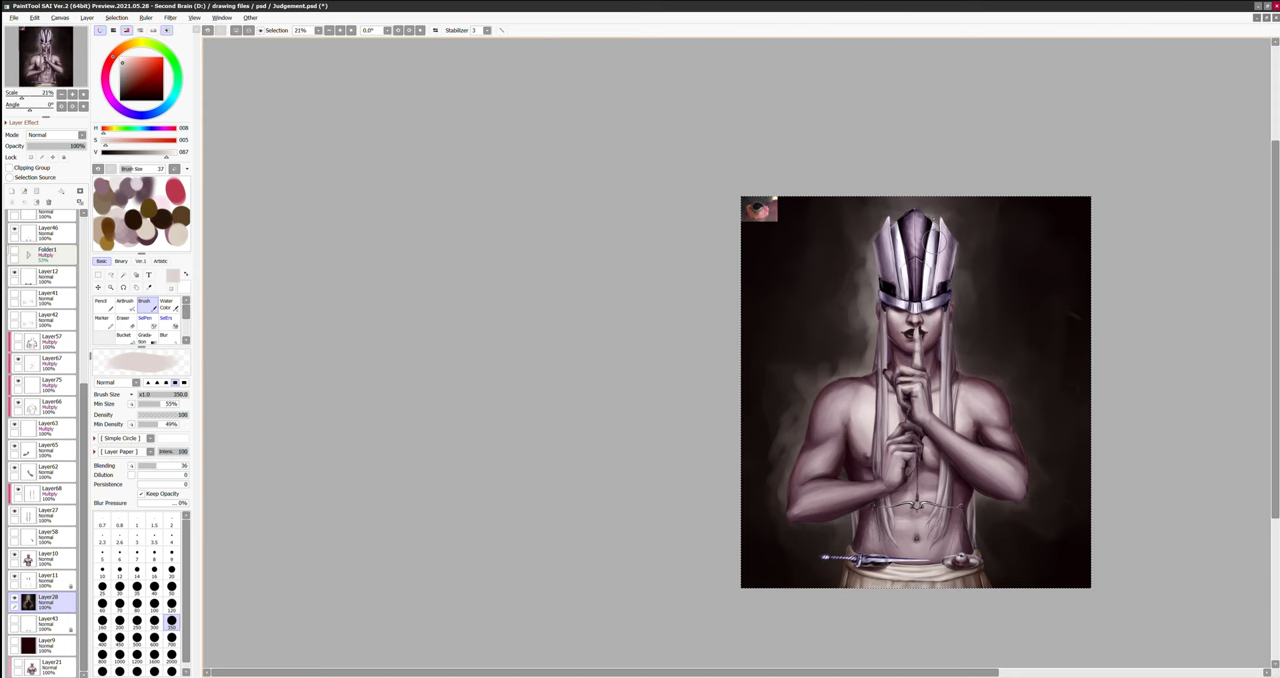 PaintTool SAI Ver.2 (64bit) Preview.2021.05.28 - Second Brain (D:) / drawing files / psd / Judgement.psd (*)
File Edit Canvas Layer Selection Ruler Filter View Window Other
Selection 21% 0.0° Stabilizer 3
Scale 21%
Angle 0°
Layer Effect
Mode Normal
Opacity 100%
Lock
Clipping Group
Selection Source
Normal
100%
Layer46
Normal
100%
Folder1
Multiply
53%
Layer12
Normal
100%
Layer41
Normal
100%
Layer42
Normal
100%
Layer57
Multiply
100%
Layer67
Multiply
100%
Layer75
Multiply
100%
Layer66
Multiply
100%
Layer63
Multiply
100%
Layer65
Normal
100%
Layer62
Normal
100%
Layer68
Multiply
100%
Layer27
Normal
100%
Layer58
Normal
100%
Layer10
Normal
100%
Layer11
Normal
100%
Layer28
Normal
100%
Layer43
Normal
100%
Layer9
Normal
100%
Layer21
Normal
100%
H 008
S 005
V 087
Brush Size 37
Basic Binary Ver.1 Artistic
T
Pencil AirBrush Brush Water Color
Marker Eraser SelPen SelErs
Bucket Grada-tion Blur
Normal
Brush Size x1.0 350.0
Min Size 55%
Density 100
Min Density 49%
[ Simple Circle ]
[ Layer Paper ] Intens. 100
Blending 36
Dilution 0
Persistence 0
Keep Opacity
Blur Pressure ... 0%
0.7 0.8 1 1.5 2
2.3 2.6 3 3.5 4
5 6 7 8 9
10 12 14 16 20
25 30 35 40 50
60 70 80 100 120
160 200 250 300 350
400 450 500 600 700
800 1000 1200 1600 2000